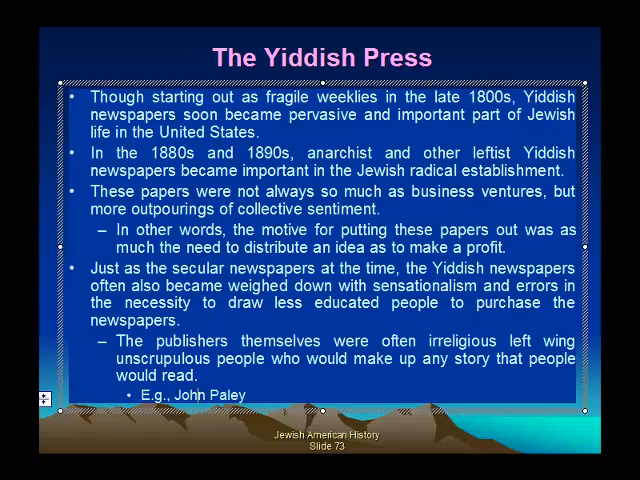 The Yiddish Press
• Though starting out as fragile weeklies in the late 1800s, Yiddish
newspapers soon became pervasive and important part of Jewish
life in the United States.
• In the 1880s and 1890s, anarchist and other leftist Yiddish
newspapers became important in the Jewish radical establishment.
• These papers were not always so much as business ventures, but
more outpourings of collective sentiment.
– In other words, the motive for putting these papers out was as
much the need to distribute an idea as to make a profit.
• Just as the secular newspapers at the time, the Yiddish newspapers
often also became weighed down with sensationalism and errors in
the necessity to draw less educated people to purchase the
newspapers.
– The publishers themselves were often irreligious left wing
unscrupulous people who would make up any story that people
would read.
• E.g., John Paley
Jewish American History
Slide 73